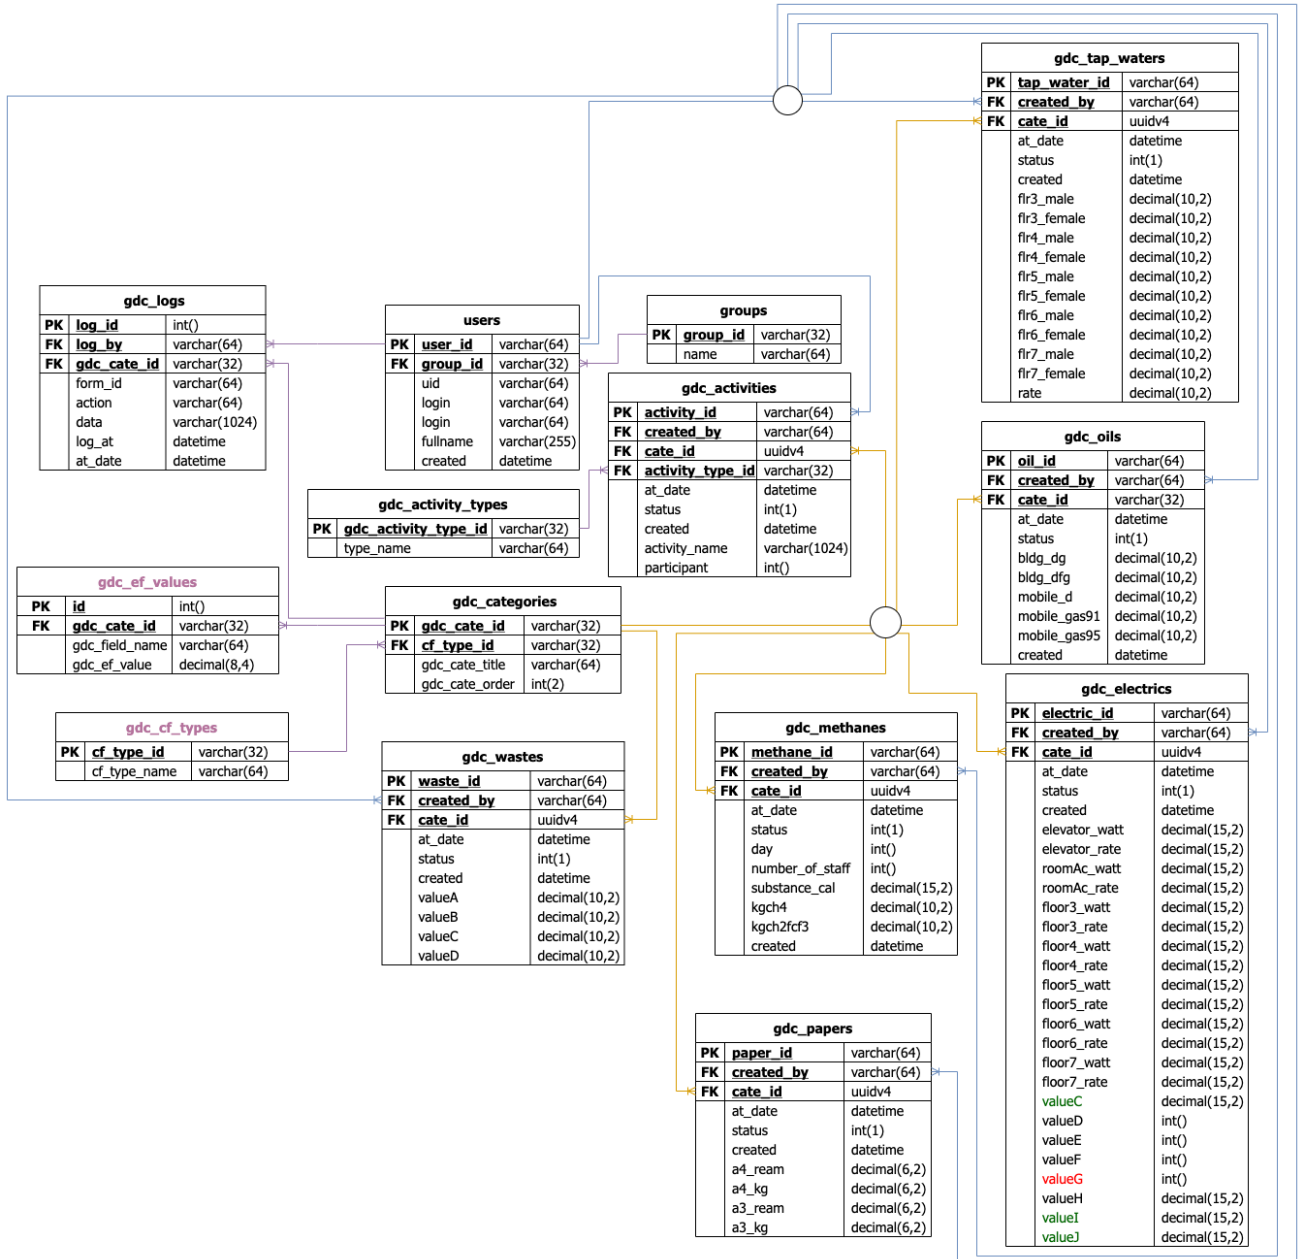 gdc_tap_waters
PK tap_water_id varchar(64)
FK created_by varchar(64)
FK cate_id uuidv4
at_date datetime
status int(1)
created datetime
flr3_male decimal(10,2)
flr3_female decimal(10,2)
flr4_male decimal(10,2)
flr4_female decimal(10,2)
flr5_male decimal(10,2)
flr5_female decimal(10,2)
flr6_male decimal(10,2)
flr6_female decimal(10,2)
flr7_male decimal(10,2)
flr7_female decimal(10,2)
rate decimal(10,2)
gdc_logs
PK log_id int()
FK log_by varchar(64)
FK gdc_cate_id varchar(32)
form_id varchar(64)
action varchar(64)
data varchar(1024)
log_at datetime
at_date datetime
users
PK user_id varchar(64)
FK group_id varchar(32)
uid varchar(64)
login varchar(64)
login varchar(64)
fullname varchar(255)
created datetime
groups
PK group_id varchar(32)
name varchar(64)
gdc_activities
PK activity_id varchar(64)
FK created_by varchar(64)
FK cate_id uuidv4
FK activity_type_id varchar(32)
at_date datetime
status int(1)
created datetime
activity_name varchar(1024)
participant int()
gdc_oils
PK oil_id varchar(64)
FK created_by varchar(64)
FK cate_id varchar(32)
at_date datetime
status int(1)
bldg_dg decimal(10,2)
bldg_dfg decimal(10,2)
mobile_d decimal(10,2)
mobile_gas91 decimal(10,2)
mobile_gas95 decimal(10,2)
created datetime
gdc_activity_types
PK gdc_activity_type_id varchar(32)
type_name varchar(64)
gdc_ef_values
PK id int()
FK gdc_cate_id varchar(32)
gdc_field_name varchar(64)
gdc_ef_value decimal(8,4)
gdc_categories
PK gdc_cate_id varchar(32)
FK cf_type_id varchar(32)
gdc_cate_title varchar(64)
gdc_cate_order int(2)
gdc_cf_types
PK cf_type_id varchar(32)
cf_type_name varchar(64)
gdc_wastes
PK waste_id varchar(64)
FK created_by varchar(64)
FK cate_id uuidv4
at_date datetime
status int(1)
created datetime
valueA decimal(10,2)
valueB decimal(10,2)
valueC decimal(10,2)
valueD decimal(10,2)
gdc_methanes
PK methane_id varchar(64)
FK created_by varchar(64)
FK cate_id uuidv4
at_date datetime
status int(1)
day int()
number_of_staff int()
substance_cal decimal(15,2)
kgch4 decimal(10,2)
kgch2fcf3 decimal(10,2)
created datetime
gdc_electrics
PK electric_id varchar(64)
FK created_by varchar(64)
FK cate_id uuidv4
at_date datetime
status int(1)
created datetime
elevator_watt decimal(15,2)
elevator_rate decimal(15,2)
roomAc_watt decimal(15,2)
roomAc_rate decimal(15,2)
floor3_watt decimal(15,2)
floor3_rate decimal(15,2)
floor4_watt decimal(15,2)
floor4_rate decimal(15,2)
floor5_watt decimal(15,2)
floor5_rate decimal(15,2)
floor6_watt decimal(15,2)
floor6_rate decimal(15,2)
floor7_watt decimal(15,2)
floor7_rate decimal(15,2)
valueC decimal(15,2)
valueD int()
valueE int()
valueF int()
valueG int()
valueH decimal(15,2)
valueI decimal(15,2)
valueJ decimal(15,2)
gdc_papers
PK paper_id varchar(64)
FK created_by varchar(64)
FK cate_id uuidv4
at_date datetime
status int(1)
created datetime
a4_ream decimal(6,2)
a4_kg decimal(6,2)
a3_ream decimal(6,2)
a3_kg decimal(6,2)